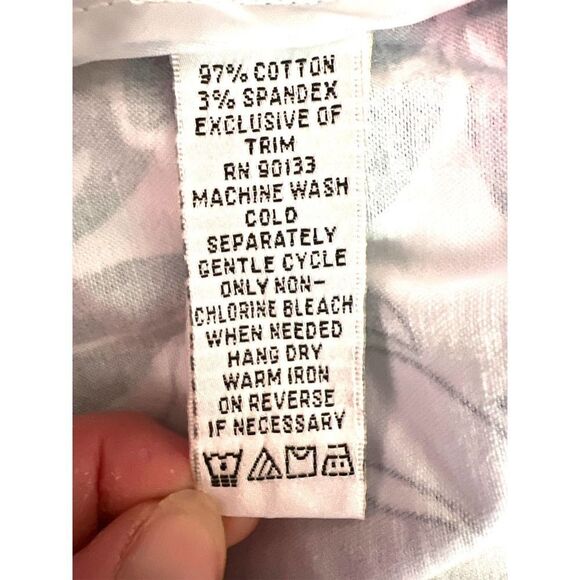 97% COTTON
3% SPANDEX
EXCLUSIVE OF
TRIM
RN 90133
MACHINE WASH
COLD
SEPARATELY
GENTLE CYCLE
ONLY NON-
CHLORINE BLEACH
WHEN NEEDED
HANG DRY
WARM IRON
ON REVERSE
IF NECESSARY